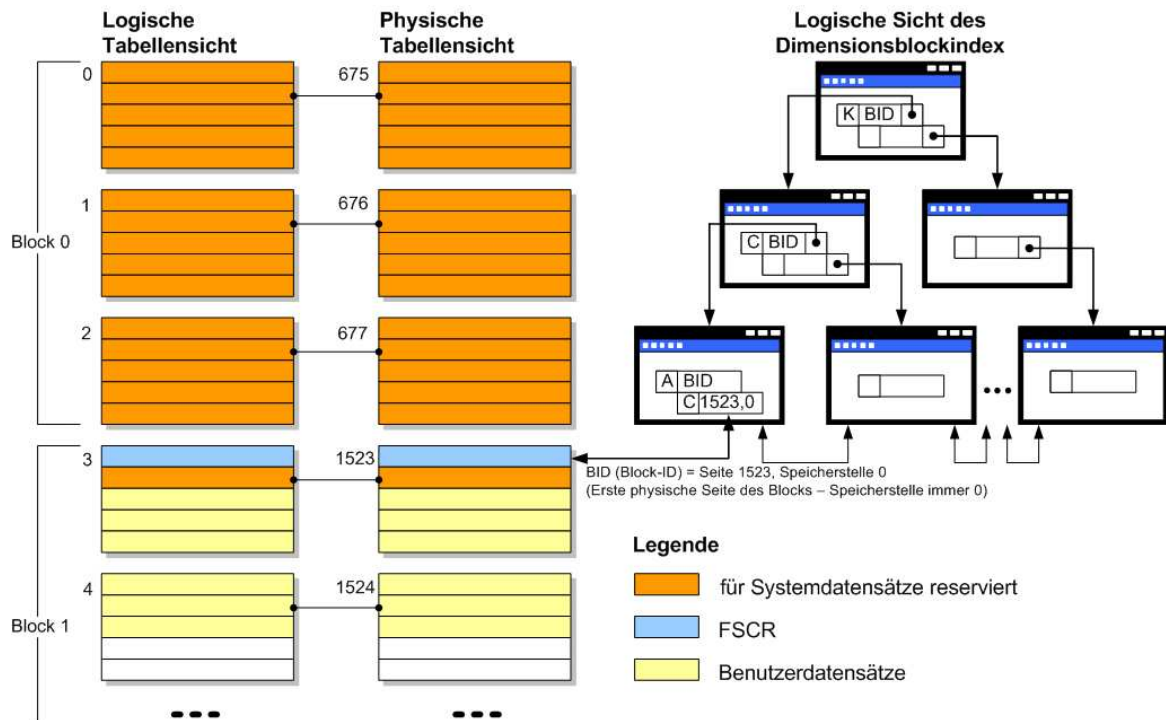 Logische
Tabellensicht
Physische
Tabellensicht
Logische Sicht des
Dimensionsblockindex
0
675
K BID
1
676
Block 0
C BID
2
677
A BID
C 1523,0
3
1523
BID (Block-ID) = Seite 1523, Speicherstelle 0
(Erste physische Seite des Blocks – Speicherstelle immer 0)
Legende
für Systemdatensätze reserviert
4
1524
Block 1
FSCR
Benutzerdatensätze